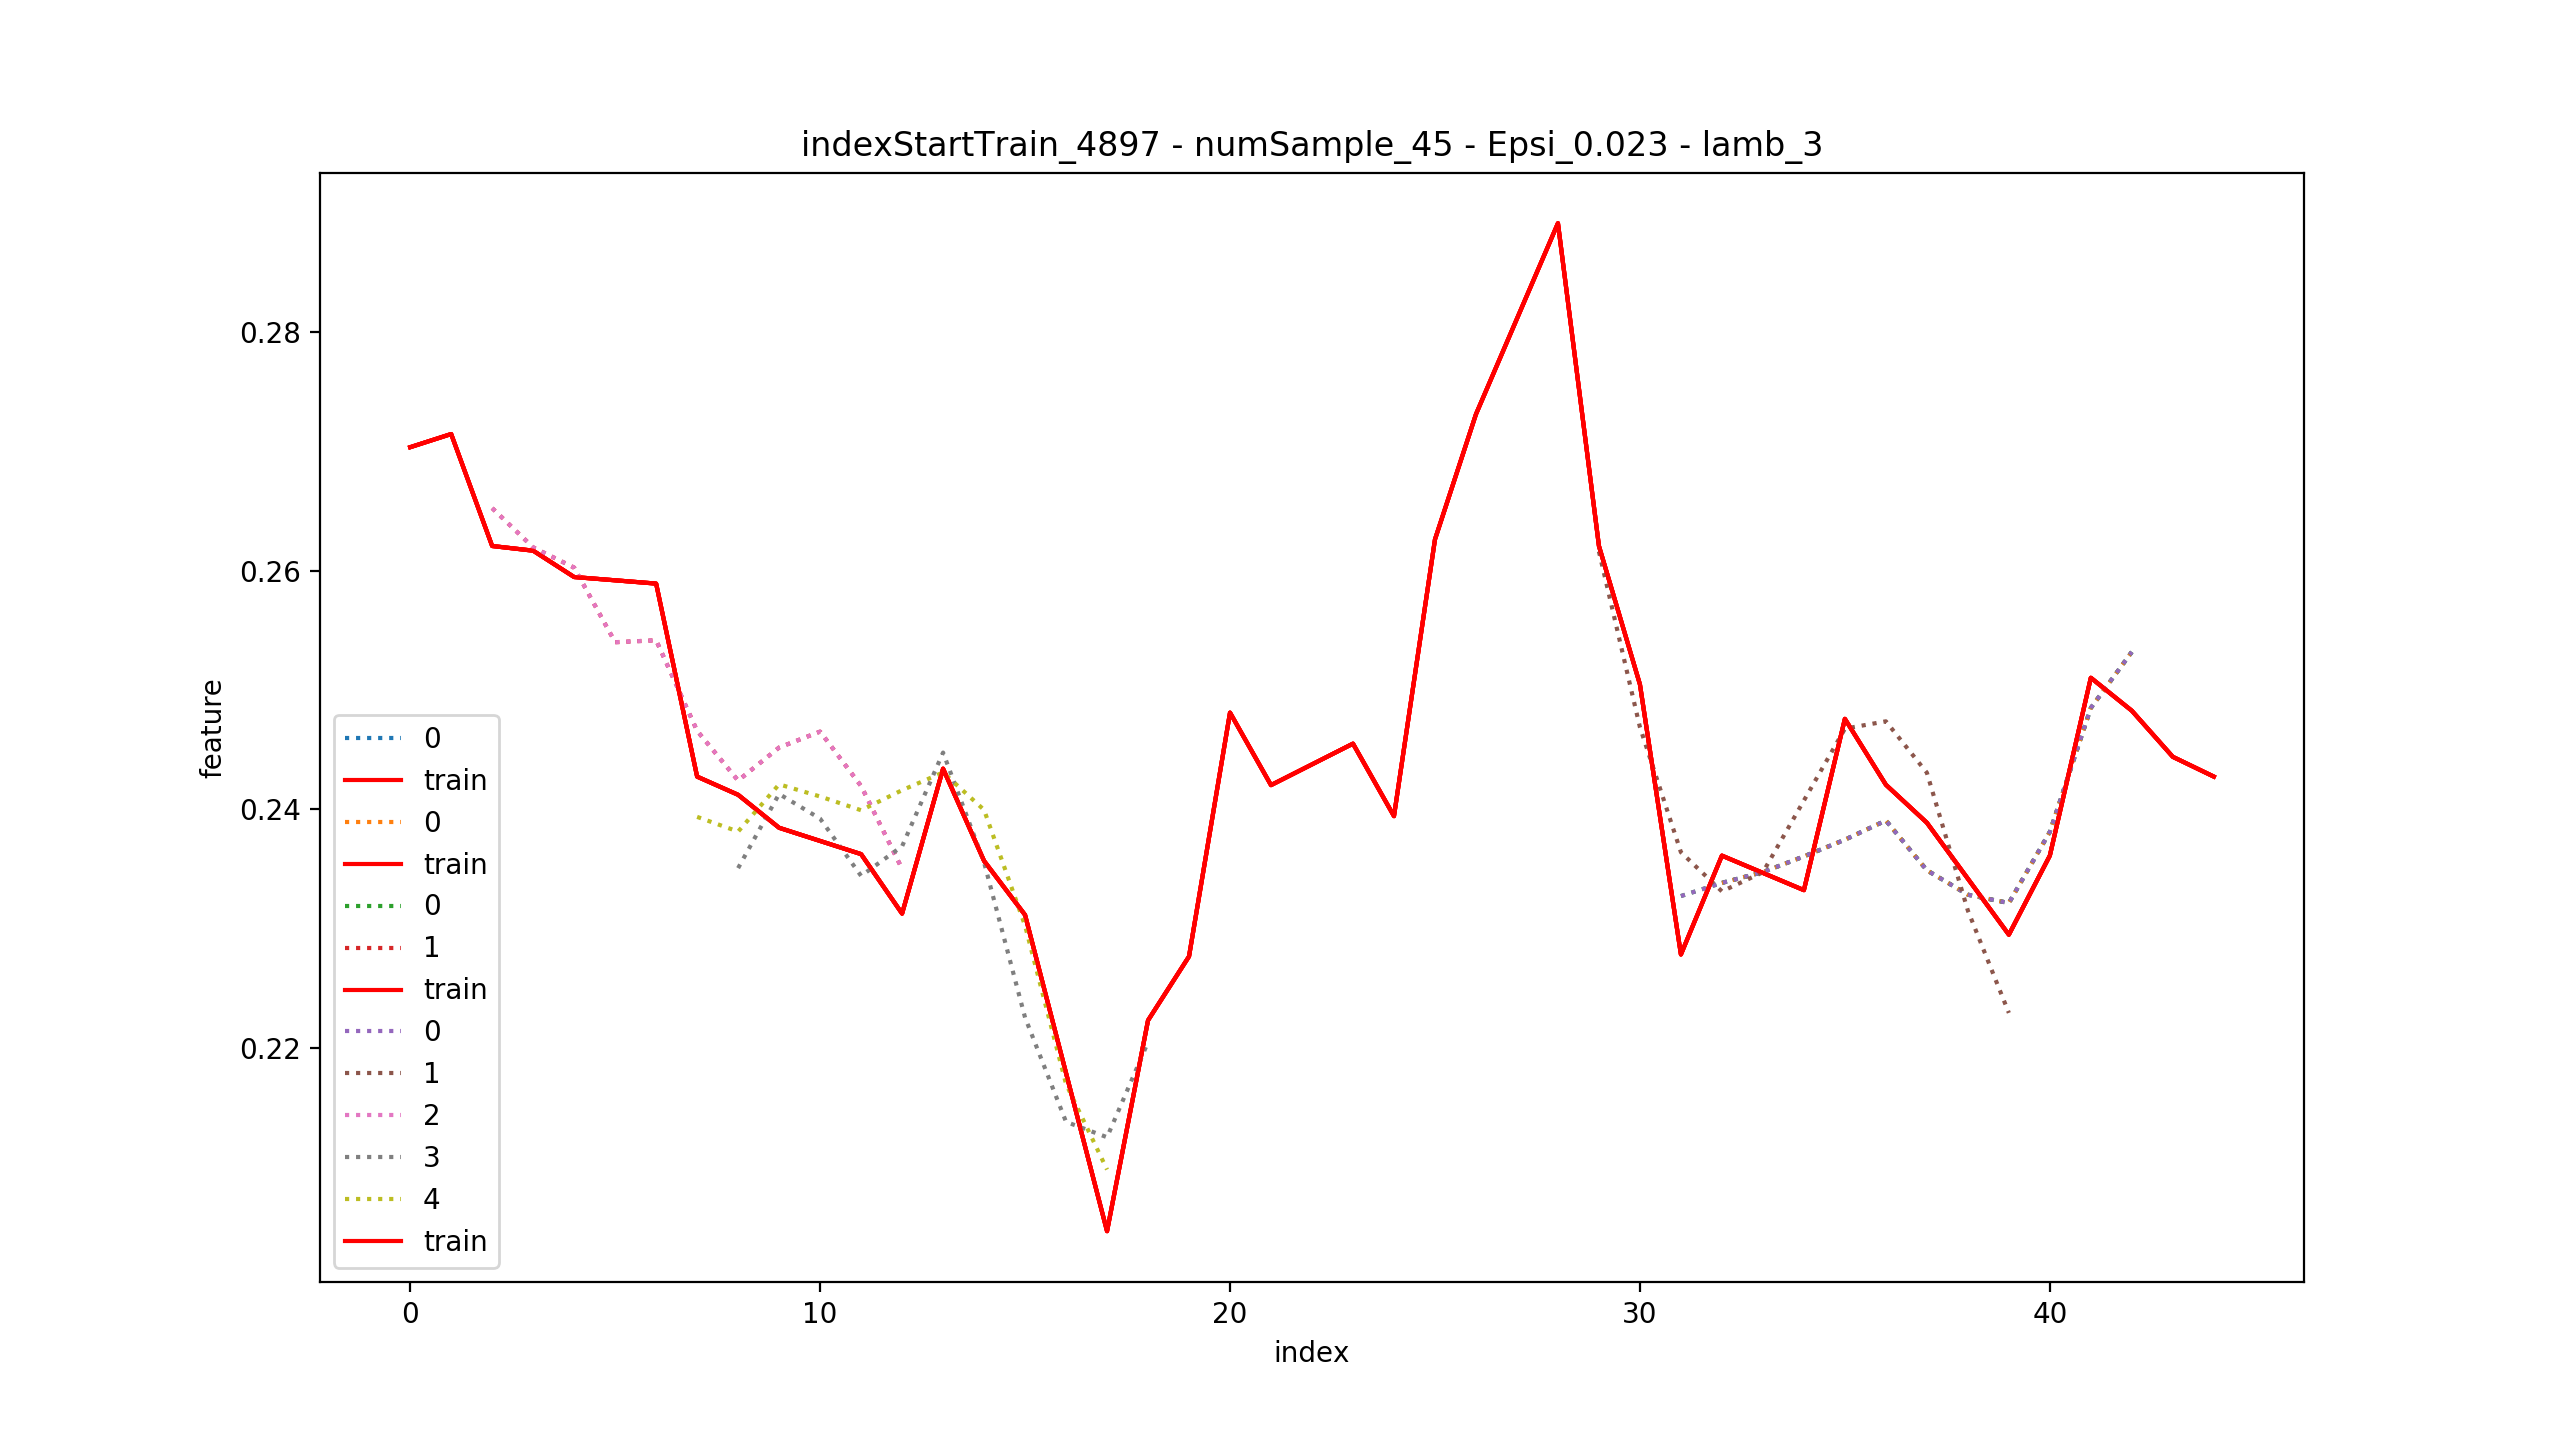 indexStartTrain_4897 - numSample_45 - Epsi_0.023 - lamb_3
feature
0.28
0.26
0.24
0.22
0
train
0
train
0
1
train
0
1
2
3
4
train
0 10 20 30 40
index